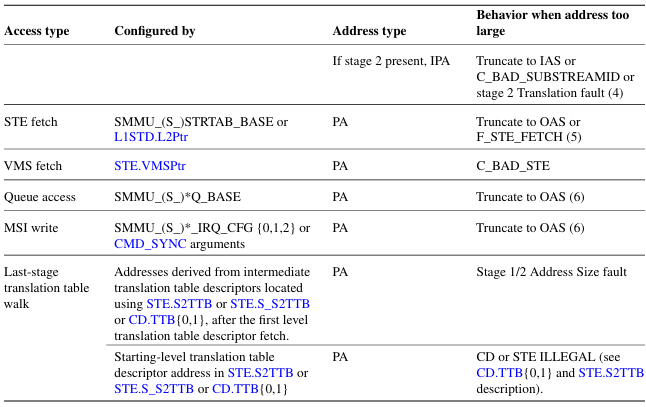 Access type Configured by Address type Behavior when address too
large
If stage 2 present, IPA Truncate to IAS or
C_BAD_SUBSTREAMID or
stage 2 Translation fault (4)
STE fetch SMMU_(S_)STRTAB_BASE or PA Truncate to OAS or
L1STD.L2Ptr F_STE_FETCH (5)
VMS fetch STE.VMSPtr PA C_BAD_STE
Queue access SMMU_(S_)*Q_BASE PA Truncate to OAS (6)
MSI write SMMU_(S_)*_IRQ_CFG {0,1,2} or PA Truncate to OAS (6)
CMD_SYNC arguments
Last-stage Addresses derived from intermediate PA Stage 1/2 Address Size fault
translation table translation table descriptors located
walk using STE.S2TTB or STE.S_S2TTB
or CD.TTB{0,1}, after the first level
translation table descriptor fetch.
Starting-level translation table PA CD or STE ILLEGAL (see
descriptor address in STE.S2TTB or CD.TTB{0,1} and STE.S2TTB
STE.S_S2TTB or CD.TTB{0,1} description).